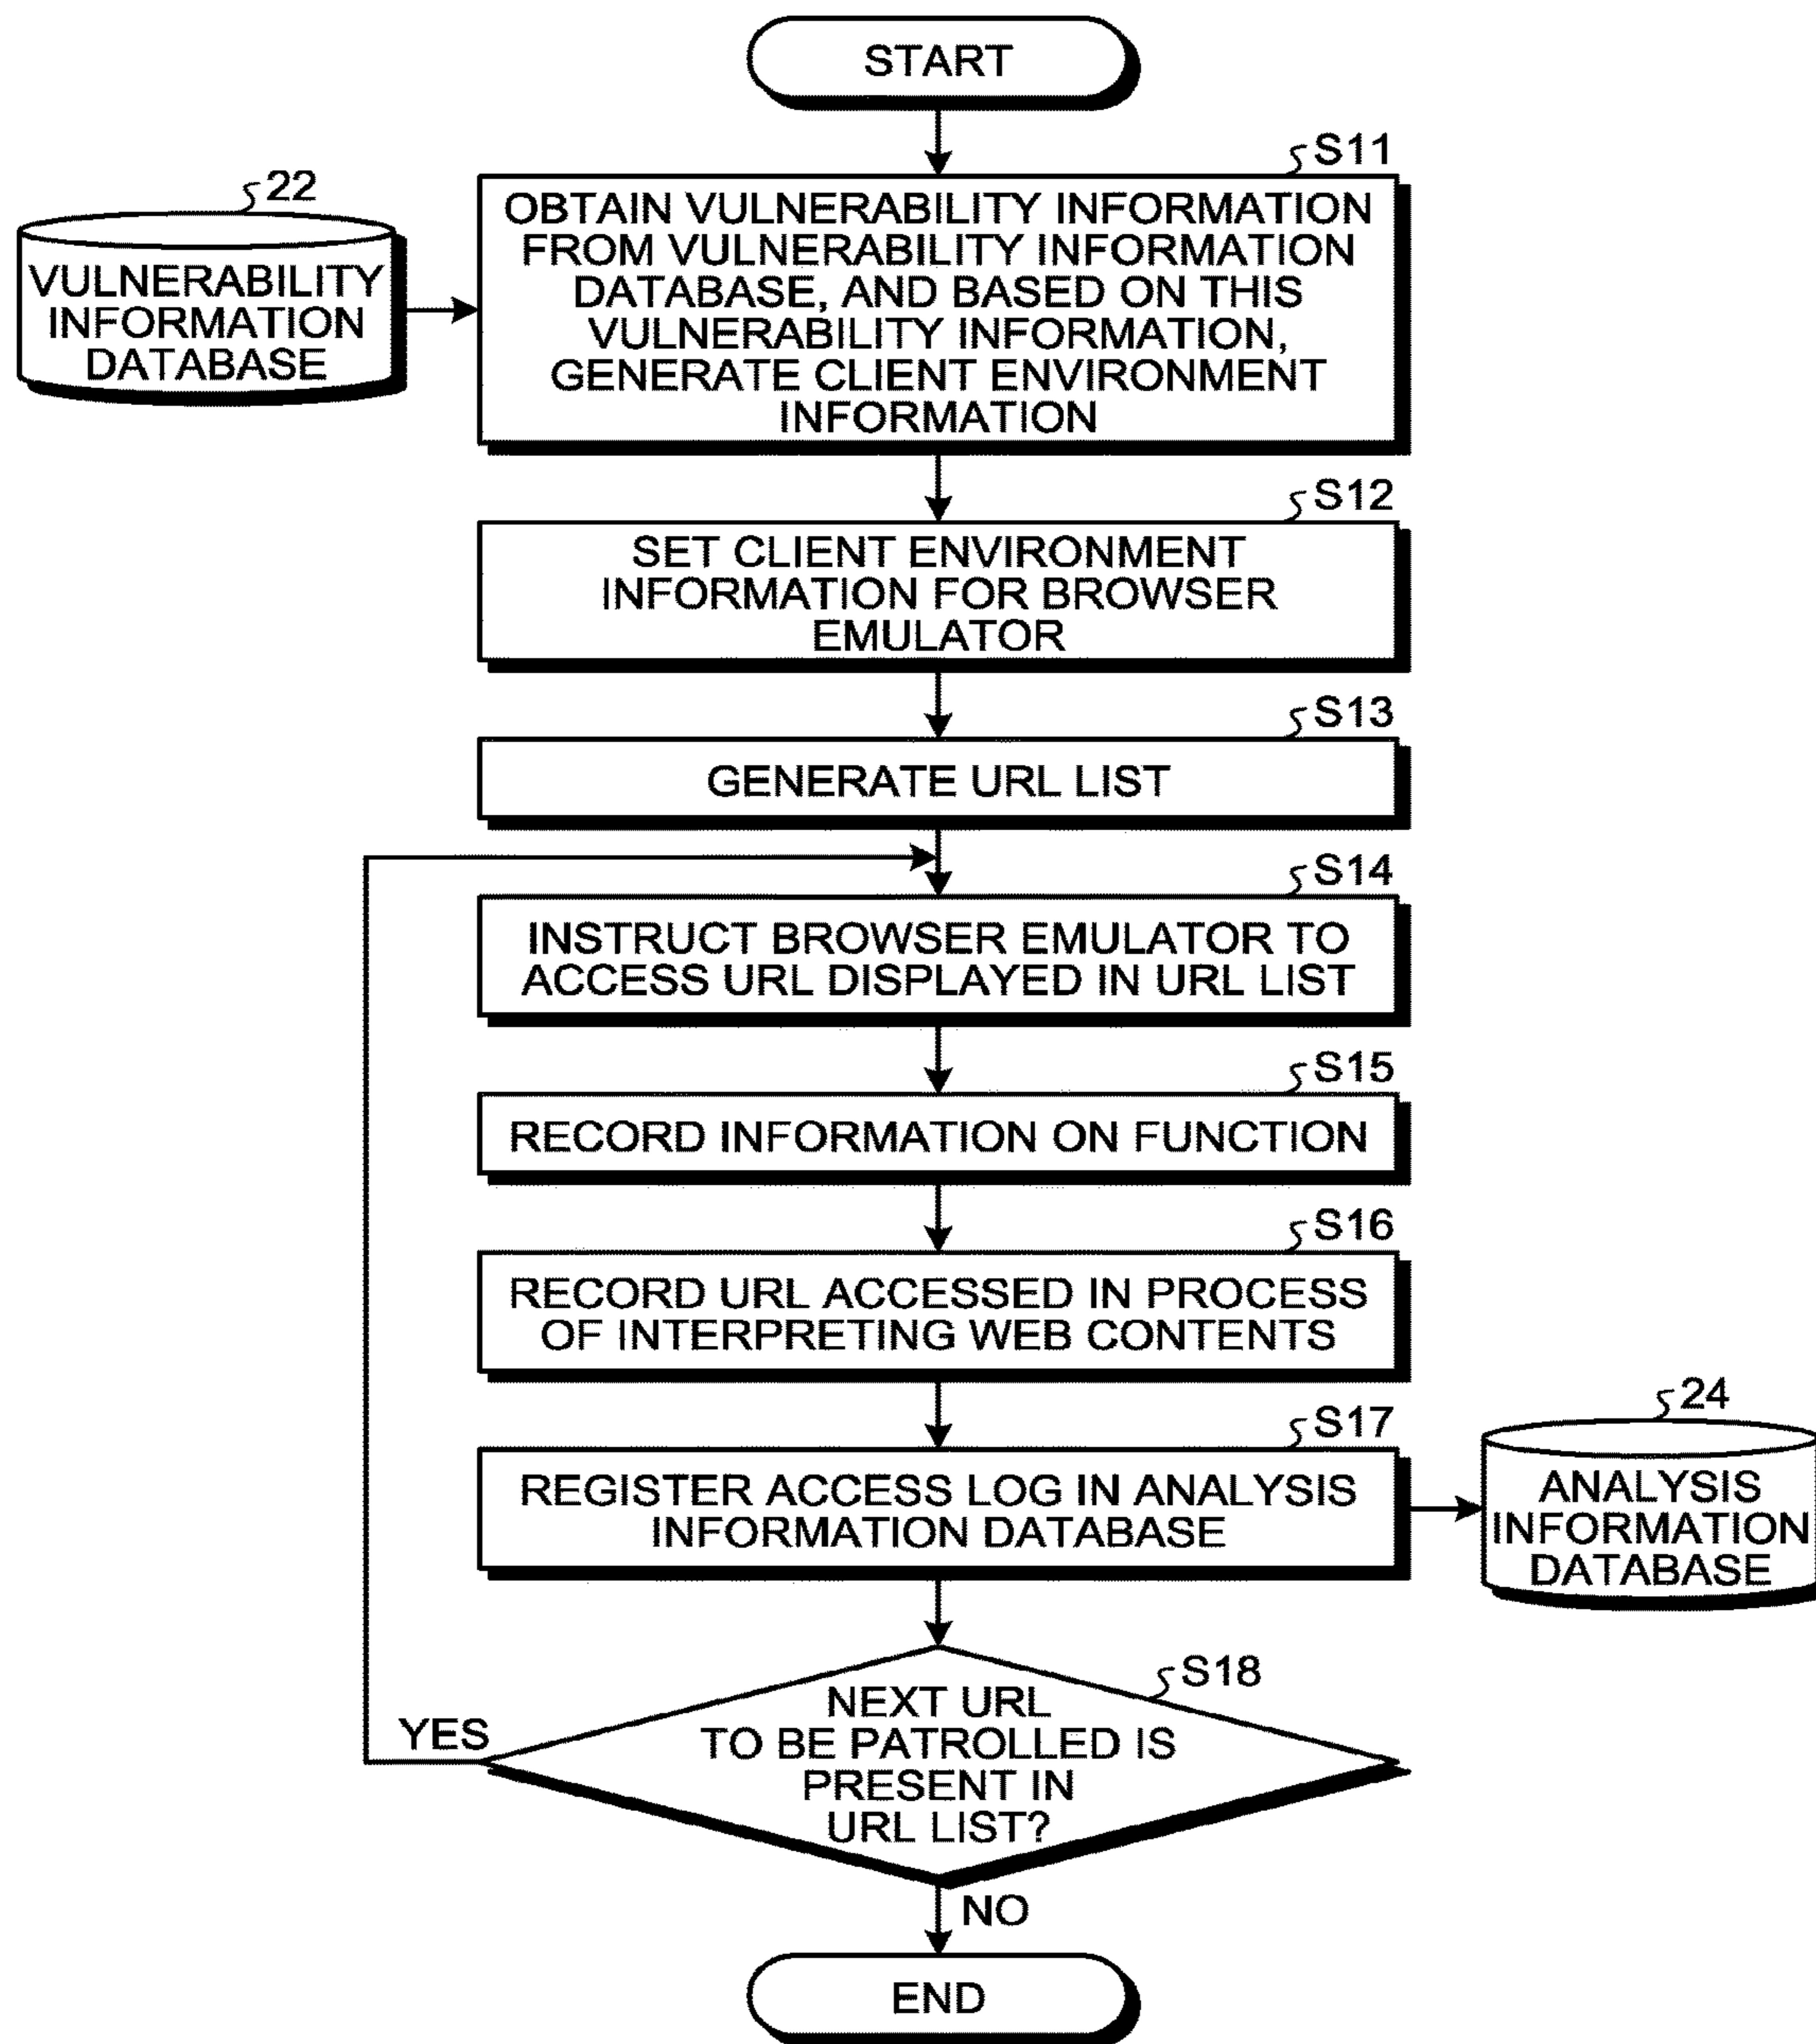 START
S11
22
OBTAIN VULNERABILITY INFORMATION
FROM VULNERABILITY INFORMATION
DATABASE, AND BASED ON THIS
VULNERABILITY INFORMATION,
GENERATE CLIENT ENVIRONMENT
INFORMATION
VULNERABILITY
INFORMATION
DATABASE
S12
SET CLIENT ENVIRONMENT
INFORMATION FOR BROWSER
EMULATOR
S13
GENERATE URL LIST
S14
INSTRUCT BROWSER EMULATOR TO
ACCESS URL DISPLAYED IN URL LIST
S15
RECORD INFORMATION ON FUNCTION
S16
RECORD URL ACCESSED IN PROCESS
OF INTERPRETING WEB CONTENTS
S17
REGISTER ACCESS LOG IN ANALYSIS
INFORMATION DATABASE
24
ANALYSIS
INFORMATION
DATABASE
S18
NEXT URL
TO BE PATROLLED IS
PRESENT IN
URL LIST?
YES
NO
END